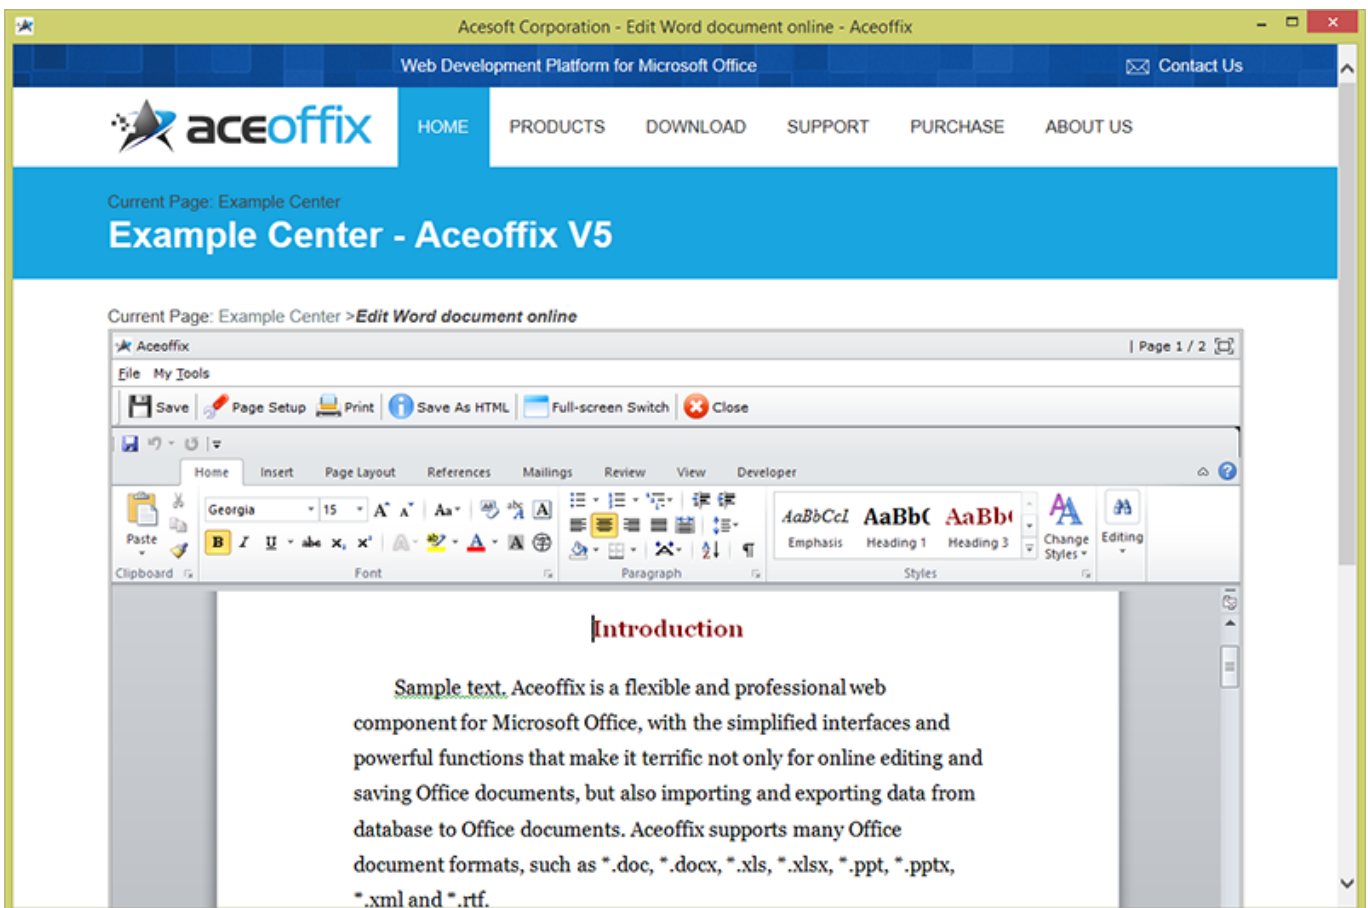 Acesoft Corporation - Edit Word document online - Aceoffix
Web Development Platform for Microsoft Office
Contact Us
aceoffix
HOME PRODUCTS DOWNLOAD SUPPORT PURCHASE ABOUT US
Current Page: Example Center
Example Center - Aceoffix V5
Current Page: Example Center >Edit Word document online
Aceoffix | Page 1 / 2
File My Tools
Save Page Setup Print Save As HTML Full-screen Switch Close
Home Insert Page Layout References Mailings Review View Developer
Georgia 15 Aa
AaBbCcI AaBb( AaBb(
Paste B I U abc x₂ x² A A
Emphasis Heading 1 Heading 3 Change Styles Editing
Clipboard Font Paragraph Styles
Introduction
Sample text. Aceoffix is a flexible and professional web
component for Microsoft Office, with the simplified interfaces and
powerful functions that make it terrific not only for online editing and
saving Office documents, but also importing and exporting data from
database to Office documents. Aceoffix supports many Office
document formats, such as *.doc, *.docx, *.xls, *.xlsx, *.ppt, *.pptx,
*.xml and *.rtf.